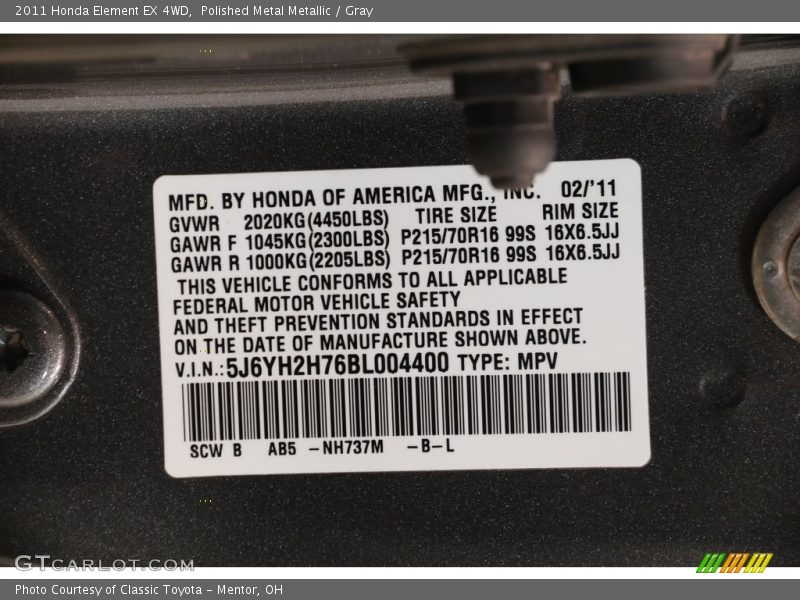 2011 Honda Element EX 4WD, Polished Metal Metallic / Gray
MFD. BY HONDA OF AMERICA MFG., INC. 02/'11
GVWR 2020KG(4450LBS) TIRE SIZE RIM SIZE
GAWR F 1045KG(2300LBS) P215/70R16 99S 16X6.5JJ
GAWR R 1000KG(2205LBS) P215/70R16 99S 16X6.5JJ
THIS VEHICLE CONFORMS TO ALL APPLICABLE
FEDERAL MOTOR VEHICLE SAFETY
AND THEFT PREVENTION STANDARDS IN EFFECT
ON THE DATE OF MANUFACTURE SHOWN ABOVE.
V.I.N.:5J6YH2H76BL004400 TYPE: MPV
SCW B AB5 -NH737M -B-L
GTCARLOT.COM
Photo Courtesy of Classic Toyota - Mentor, OH